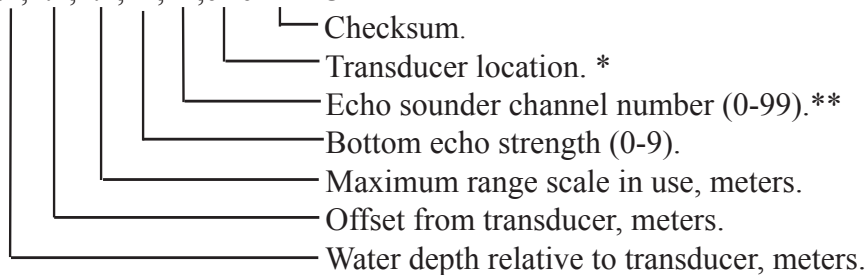 Checksum.
Transducer location. *
Echo sounder channel number (0-99).**
Bottom echo strength (0-9).
Maximum range scale in use, meters.
Offset from transducer, meters.
Water depth relative to transducer, meters.